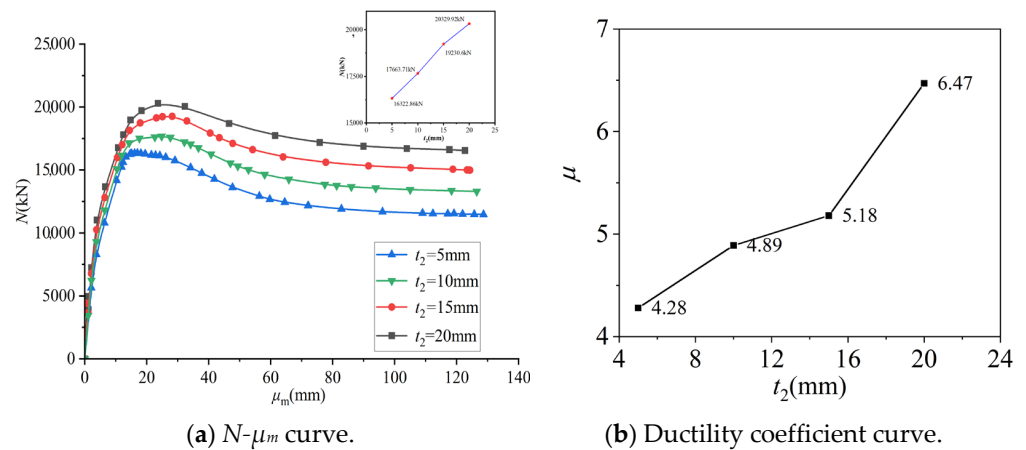 25000
20000
15000
10000
5000
0
N(kN)
0 20 40 60 80 100 120 140
μm(mm)
t2=5mm
t2=10mm
t2=15mm
t2=20mm
20000
17500
15000
N(kN)
20329.92kN
19230.6kN
17663.71kN
16322.86kN
0 5 10 15 20 25
t2(mm)
(a) N-μm curve.
7
6
5
4
μ
6.47
5.18
4.89
4.28
4 8 12 16 20 24
t2(mm)
(b) Ductility coefficient curve.